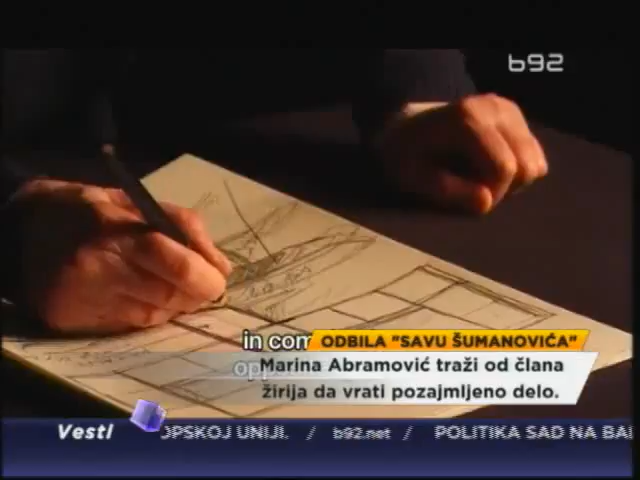 b92
in com
ODBILA "SAVU ŠUMANOVIĆA"
Marina Abramović traži od člana
žirija da vrati pozajmljeno delo.
Vesti
OPSKOJ UNIJI. / b92.net / POLITIKA SAD NA BAL